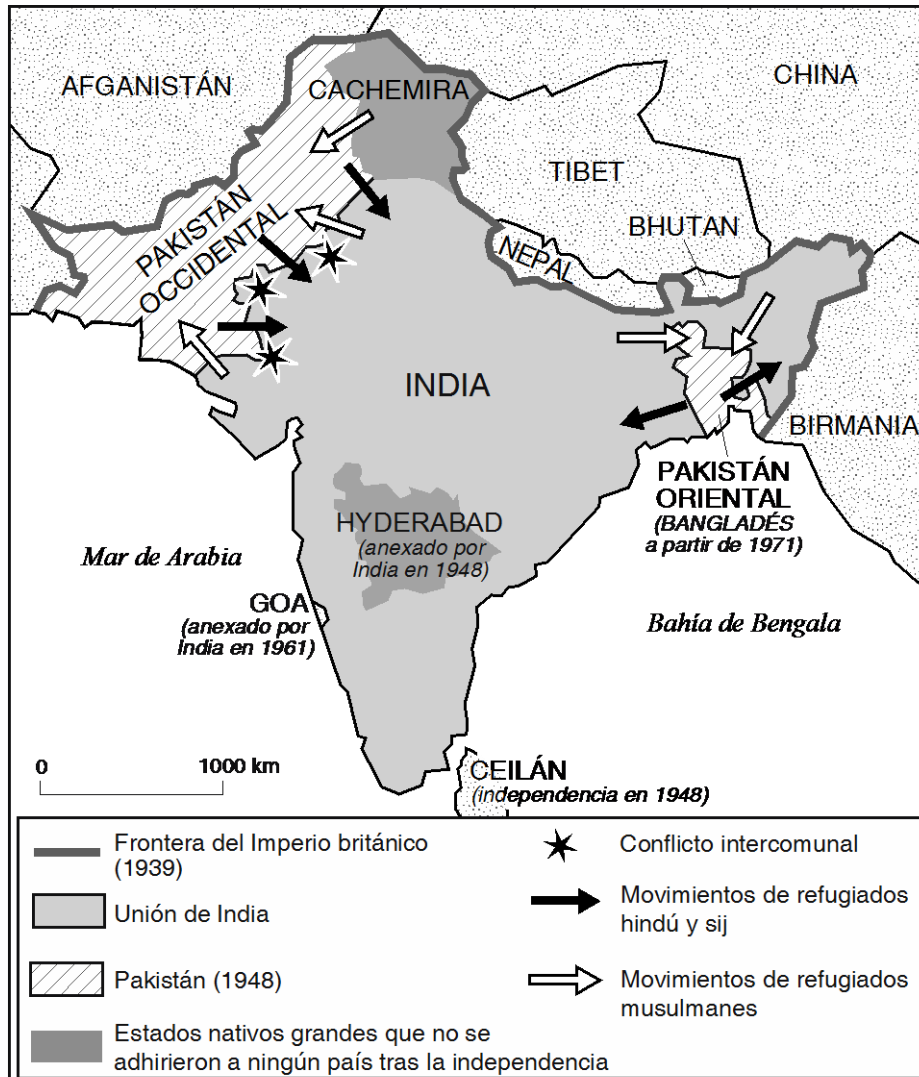 AFGANISTÁN
CHINA
CACHEMIRA
TIBET
PAKISTÁN
OCCIDENTAL
BHUTAN
NEPAL
INDIA
BIRMANIA
PAKISTÁN
ORIENTAL
(BANGLADÉS
a partir de 1971)
HYDERABAD
(anexado por
India en 1948)
Mar de Arabia
GOA
(anexado por
India en 1961)
Bahía de Bengala
0 1000 km
CEILÁN
(independencia en 1948)
Frontera del Imperio británico
(1939)
Unión de India
Pakistán (1948)
Estados nativos grandes que no se
adhirieron a ningún país tras la independencia
Conflicto intercomunal
Movimientos de refugiados
hindú y sij
Movimientos de refugiados
musulmanes